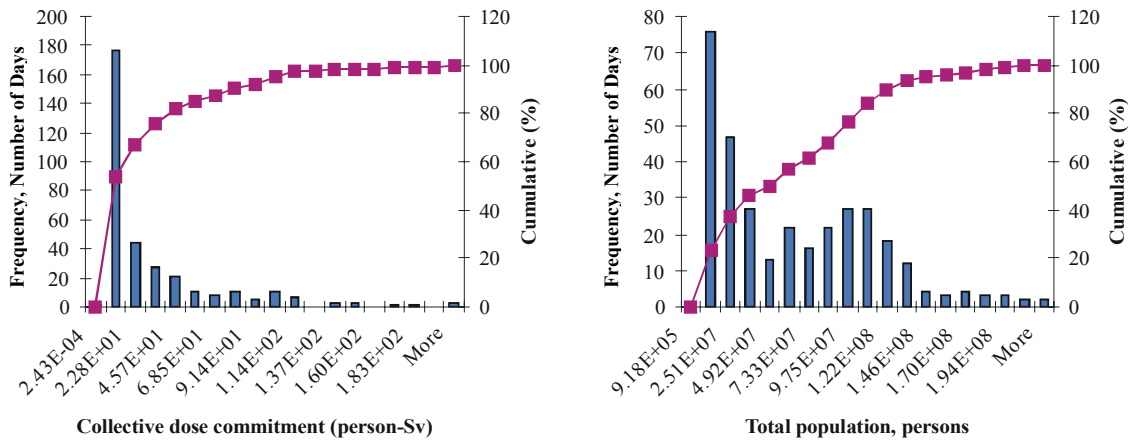 Frequency, Number of Days
200
180
160
140
120
100
80
60
40
20
0
120
100
80
60
40
20
0
Cumulative (%)
2.43E-04
2.28E+01
4.57E+01
6.85E+01
9.14E+01
1.14E+02
1.37E+02
1.60E+02
1.83E+02
More
Collective dose commitment (person-Sv)
Frequency, Number of Days
80
70
60
50
40
30
20
10
0
120
100
80
60
40
20
0
Cumulative (%)
9.18E+05
2.51E+07
4.92E+07
7.33E+07
9.75E+07
1.22E+08
1.46E+08
1.70E+08
1.94E+08
More
Total population, persons